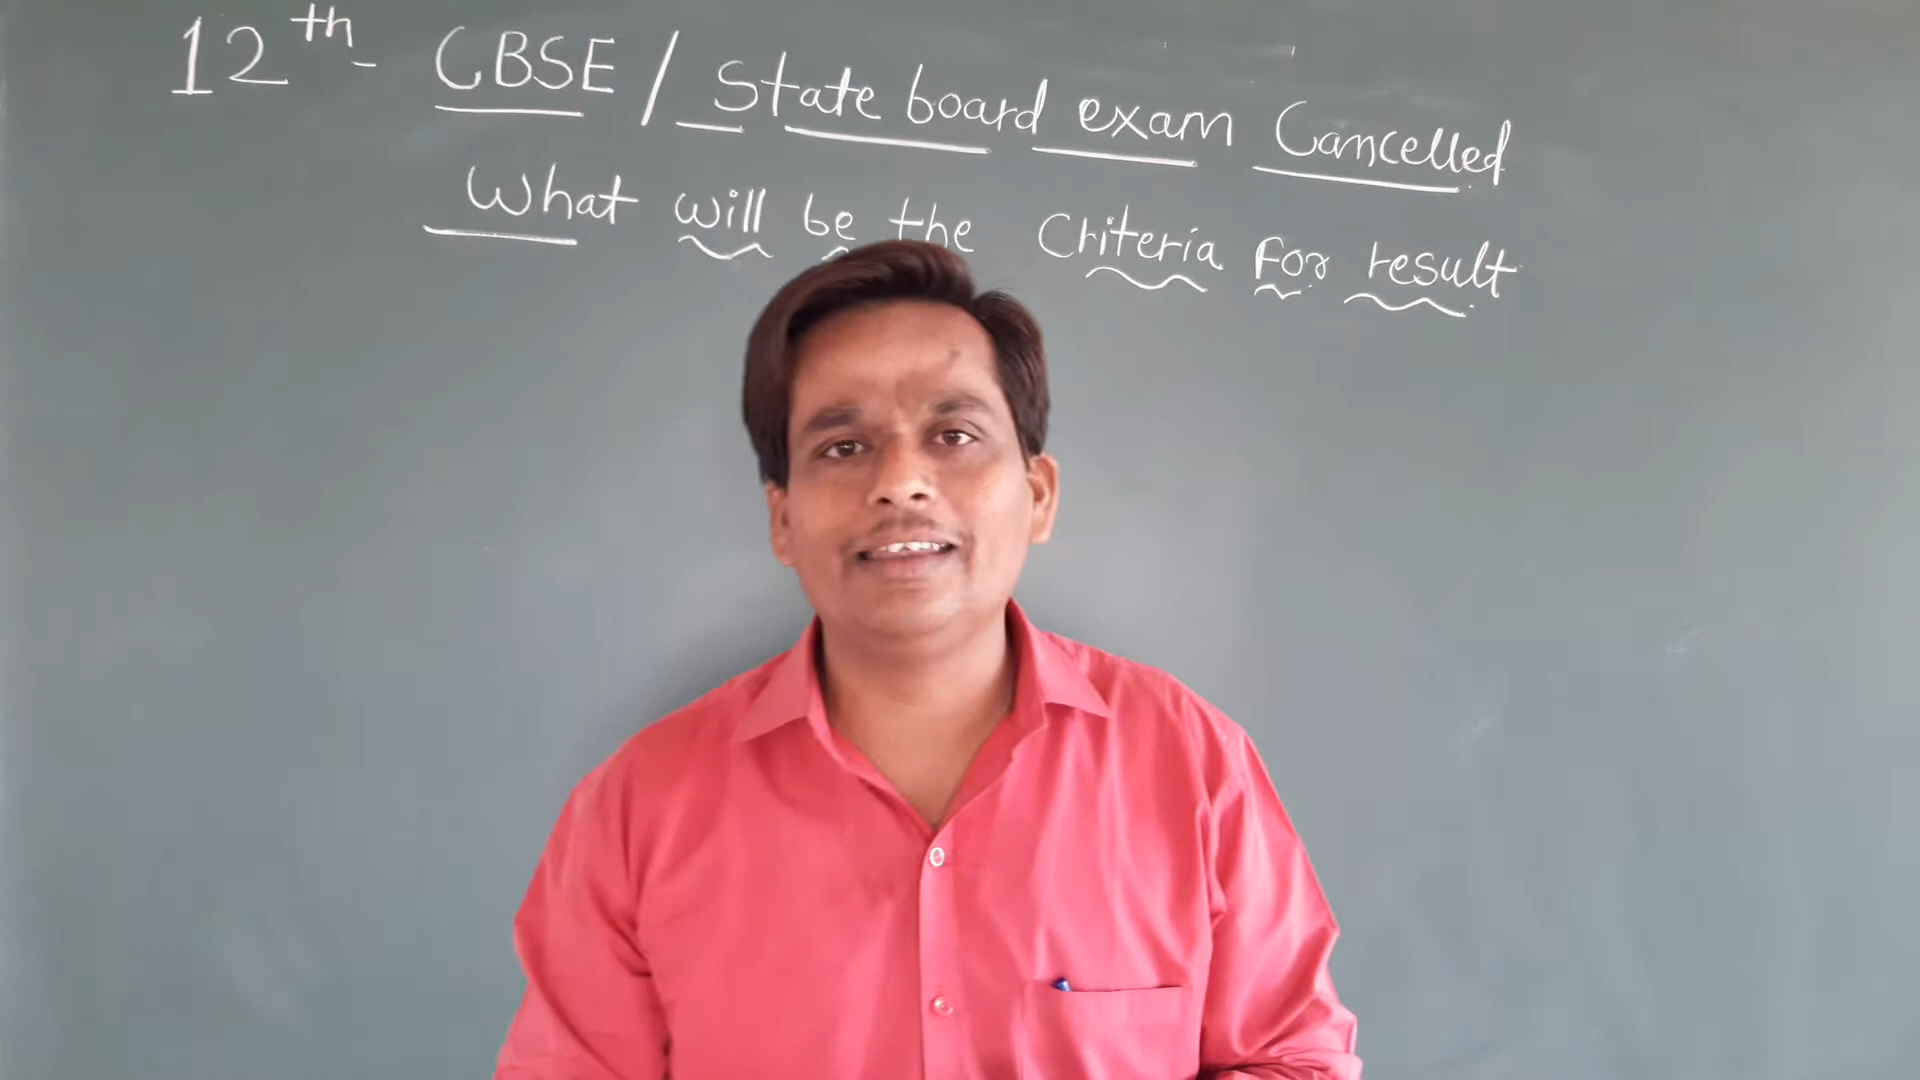 12th - CBSE / State board exam Cancelled
What will be the Criteria For result